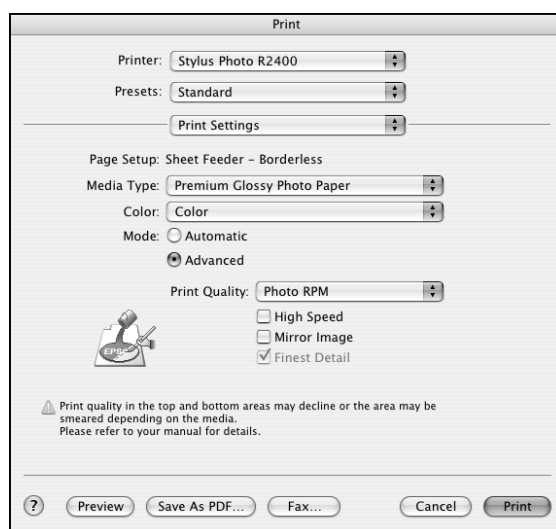 Print
Printer: Stylus Photo R2400
Presets: Standard
Print Settings
Page Setup: Sheet Feeder – Borderless
Media Type: Premium Glossy Photo Paper
Color: Color
Mode: Automatic
Advanced
Print Quality: Photo RPM
High Speed
Mirror Image
Finest Detail
EPSON
Print quality in the top and bottom areas may decline or the area may be
smeared depending on the media.
Please refer to your manual for details.
? Preview Save As PDF... Fax... Cancel Print